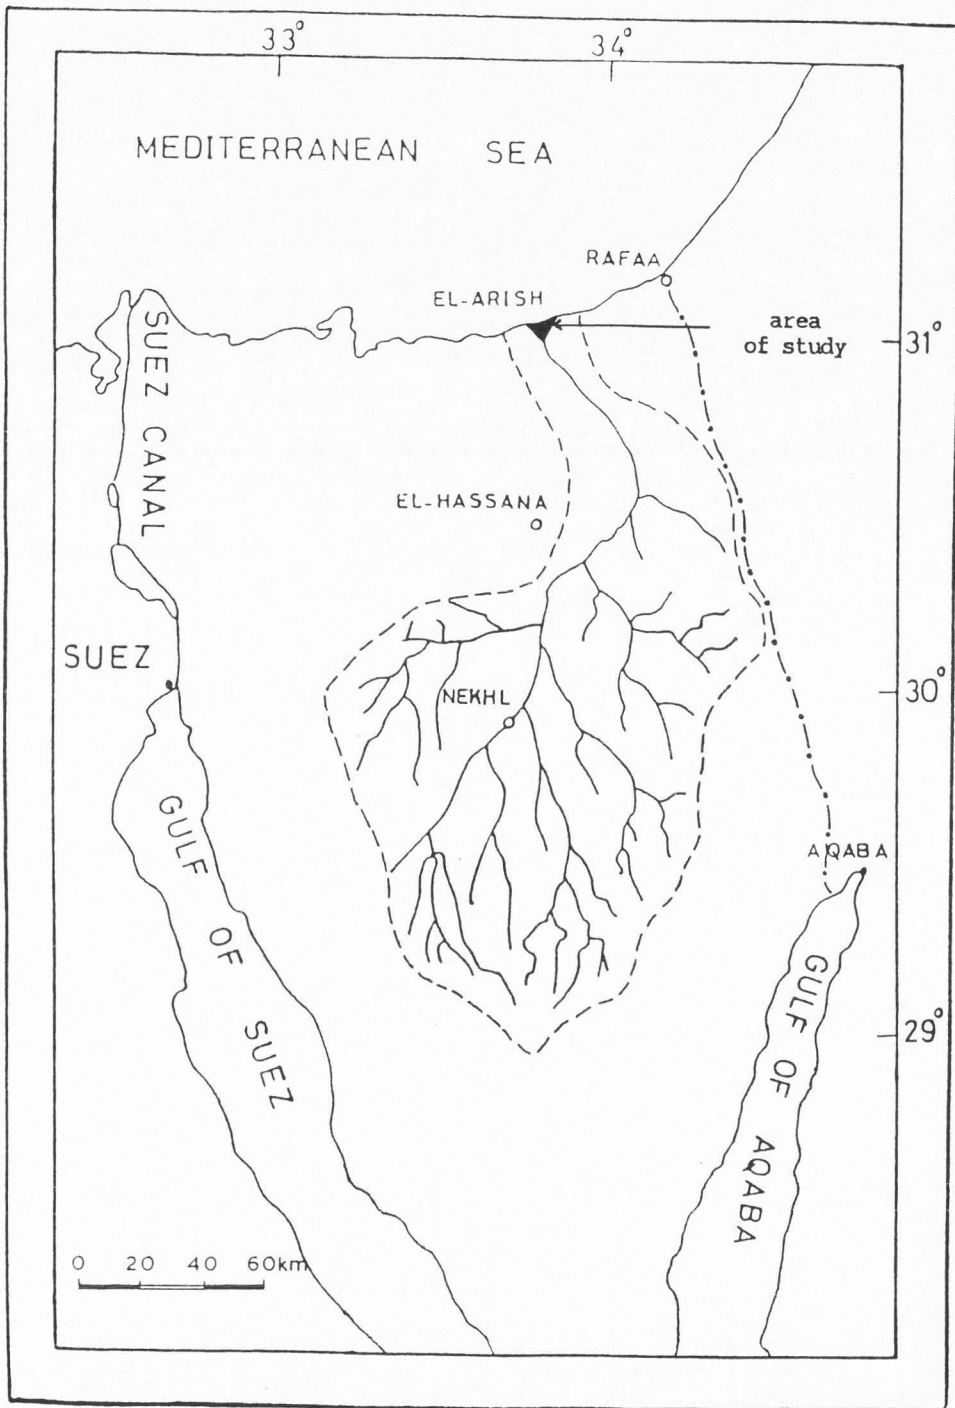 33°
34°
MEDITERRANEAN SEA
RAFAA
EL-ARISH
area
of study
31°
SUEZ CANAL
EL-HASSANA
SUEZ
NEKHL
30°
AQABA
GULF OF SUEZ
GULF OF AQABA
29°
0 20 40 60km